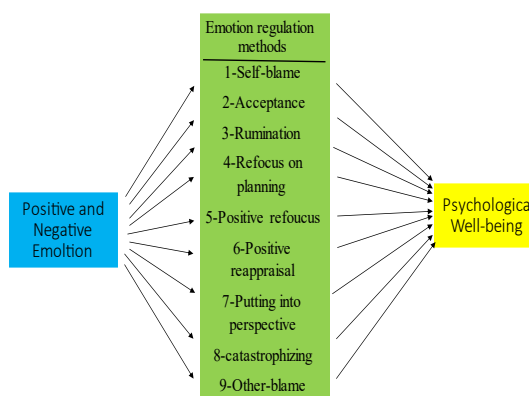 Emotion regulation
methods
1-Self-blame
2-Acceptance
3-Rumination
4-Refocus on
planning
5-Positive refoucus
6-Positive
reappraisal
7-Putting into
perspective
8-catastrophizing
9-Other-blame
Positive and
Negative
Emoltion
Psychological
Well-being